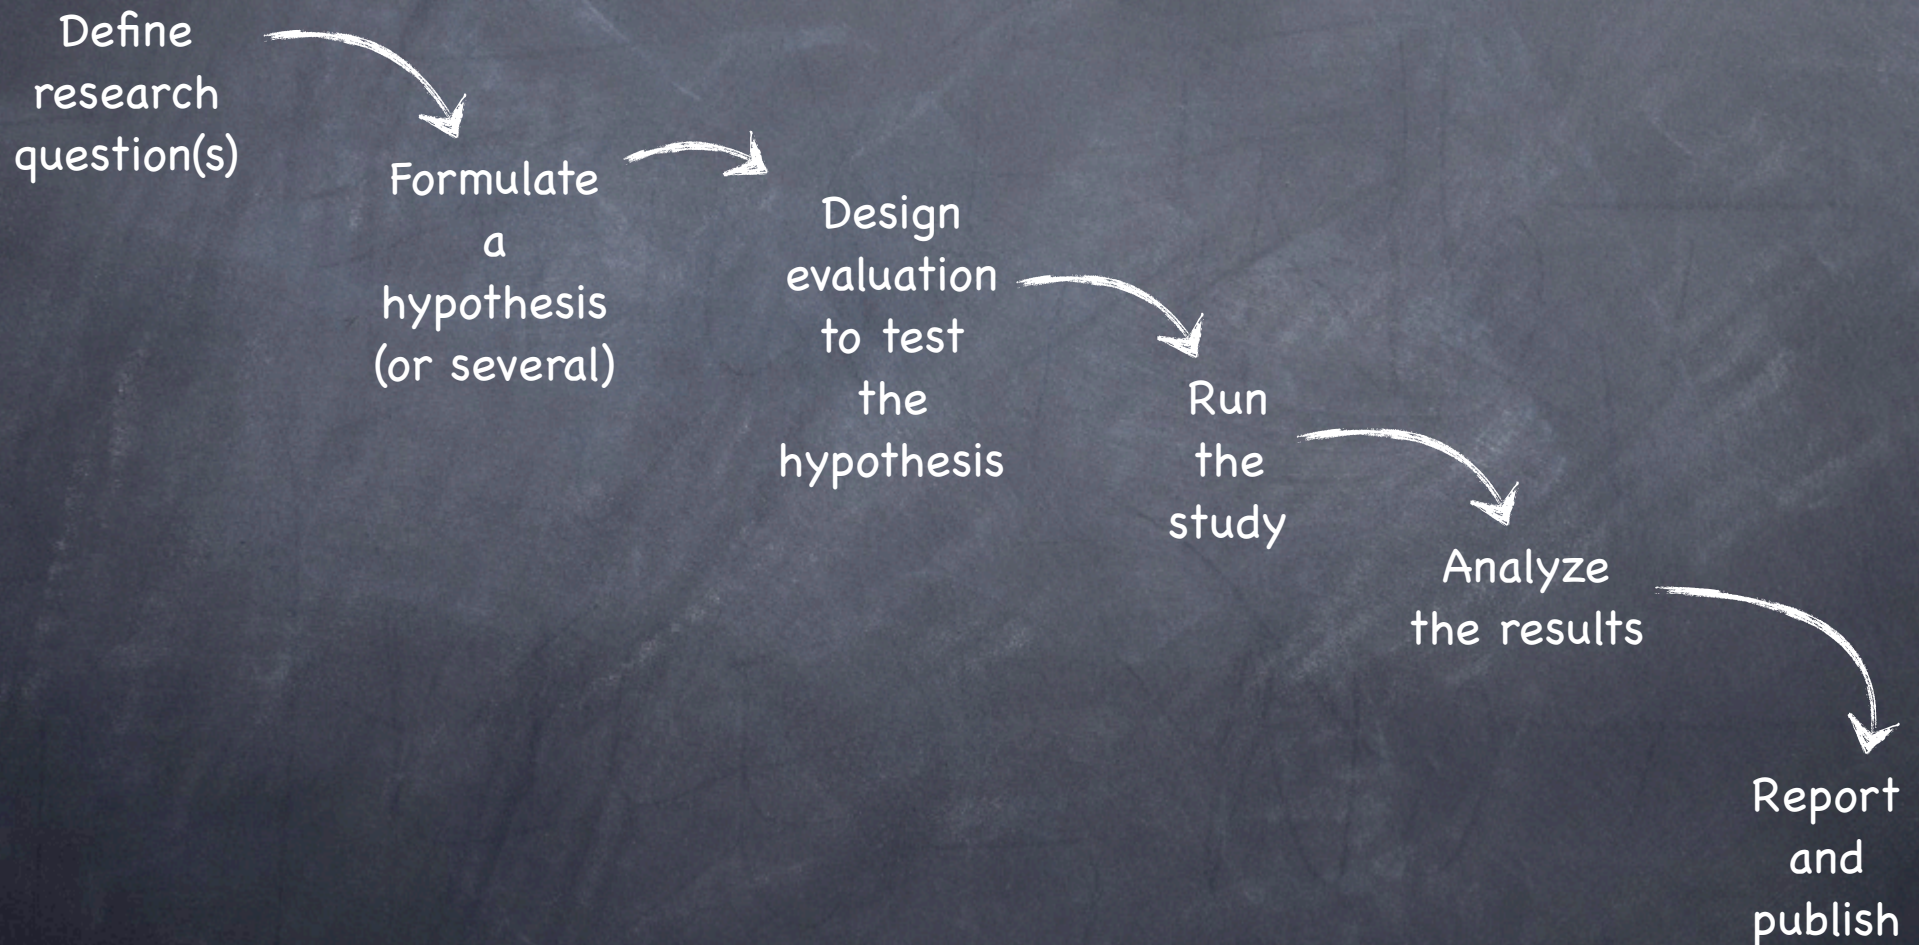 Define
research
question(s)
Formulate
a
hypothesis
(or several)
Design
evaluation
to test
the
hypothesis
Run
the
study
Analyze
the results
Report
and
publish